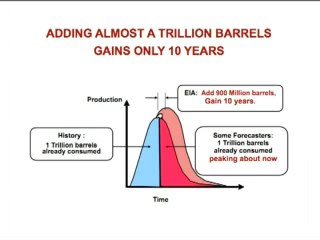 ADDING ALMOST A TRILLION BARRELS
GAINS ONLY 10 YEARS
EIA: Add 900 Million barrels,
Gain 10 years.
Production
History :
1 Trillion barrels
already consumed
Some Forecasters:
1 Trillion barrels
already consumed
peaking about now
Time